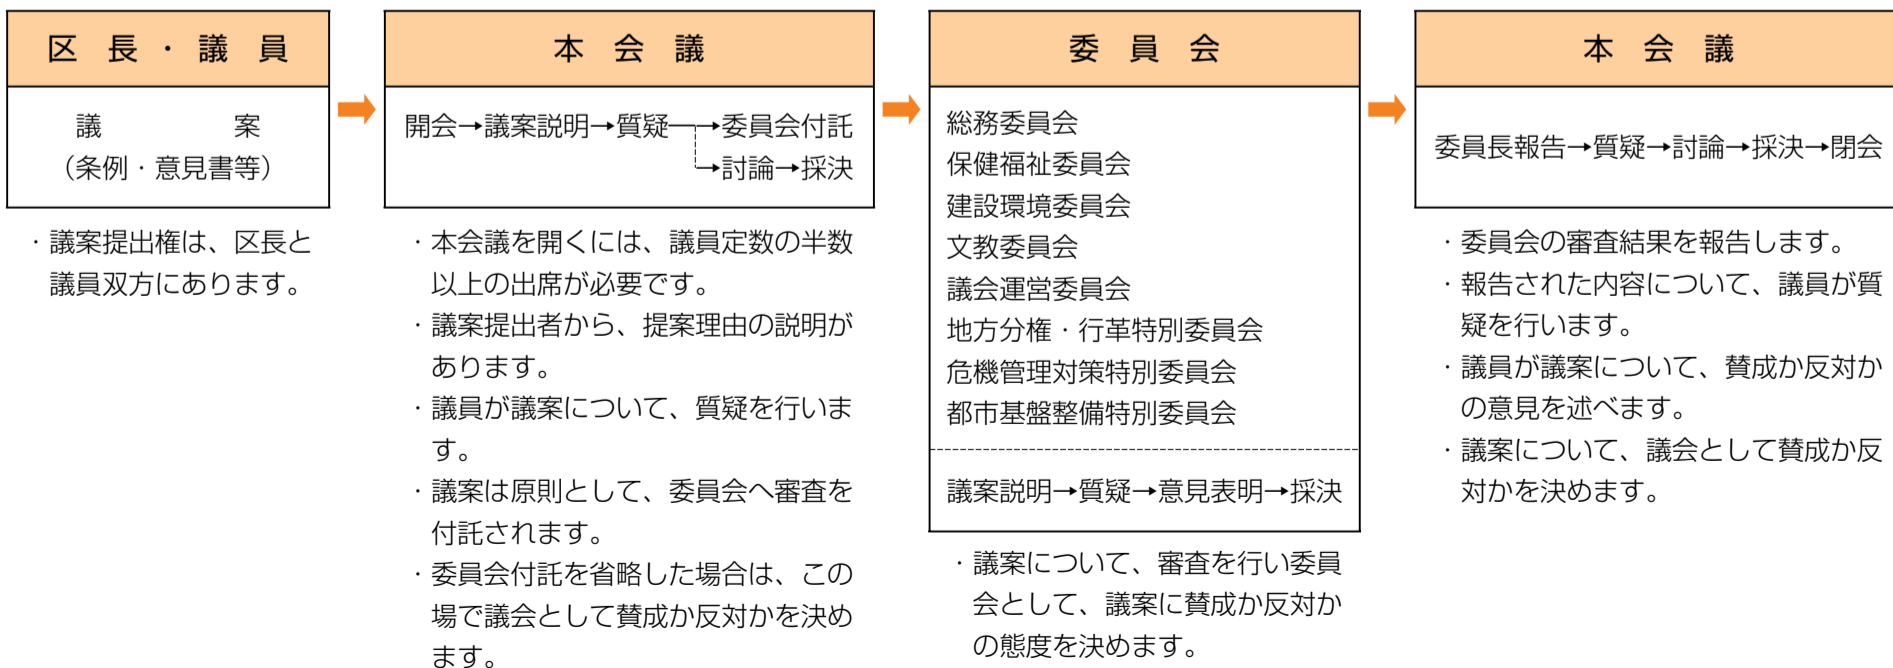 区長・議員
議案
（条例・意見書等）
・議案提出権は、区長と
議員双方にあります。
本会議
開会→議案説明→質疑→委員会付託
→討論→採決
・本会議を開くには、議員定数の半数
以上の出席が必要です。
・議案提出者から、提案理由の説明が
あります。
・議員が議案について、質疑を行いま
す。
・議案は原則として、委員会へ審査を
付託されます。
・委員会付託を省略した場合は、この
場で議会として賛成か反対かを決め
ます。
委員会
総務委員会
保健福祉委員会
建設環境委員会
文教委員会
議会運営委員会
地方分権・行革特別委員会
危機管理対策特別委員会
都市基盤整備特別委員会
議案説明→質疑→意見表明→採決
・議案について、審査を行い委員
会として、議案に賛成か反対か
の態度を決めます。
本会議
委員長報告→質疑→討論→採決→閉会
・委員会の審査結果を報告します。
・報告された内容について、議員が質
疑を行います。
・議員が議案について、賛成か反対か
の意見を述べます。
・議案について、議会として賛成か反
対かを決めます。